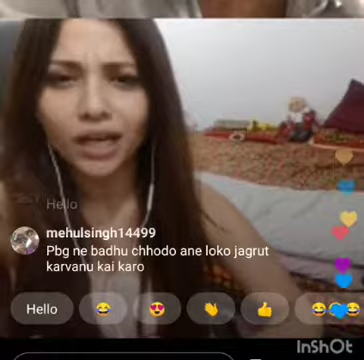 Hello
mehulsingh14499
Pbg ne badhu chhodo ane loko jagrut
karvanu kai karo
Hello 😂 😍 👏 👍 😂
InShOt